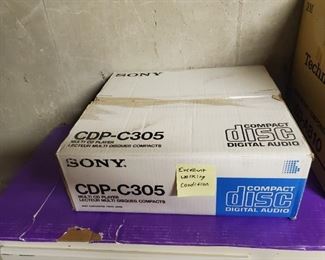 SONY
CDP-C305
MULTI CD PLAYER
LECTEUR MULTI DISQUES COMPACTS
COMPACT
disc
DIGITAL AUDIO
SONY
CDP-C305
MULTI CD PLAYER
LECTEUR MULTI DISQUES COMPACTS
Excellent
working
condition
COMPACT
disc
DIGITAL AUDIO
Techn